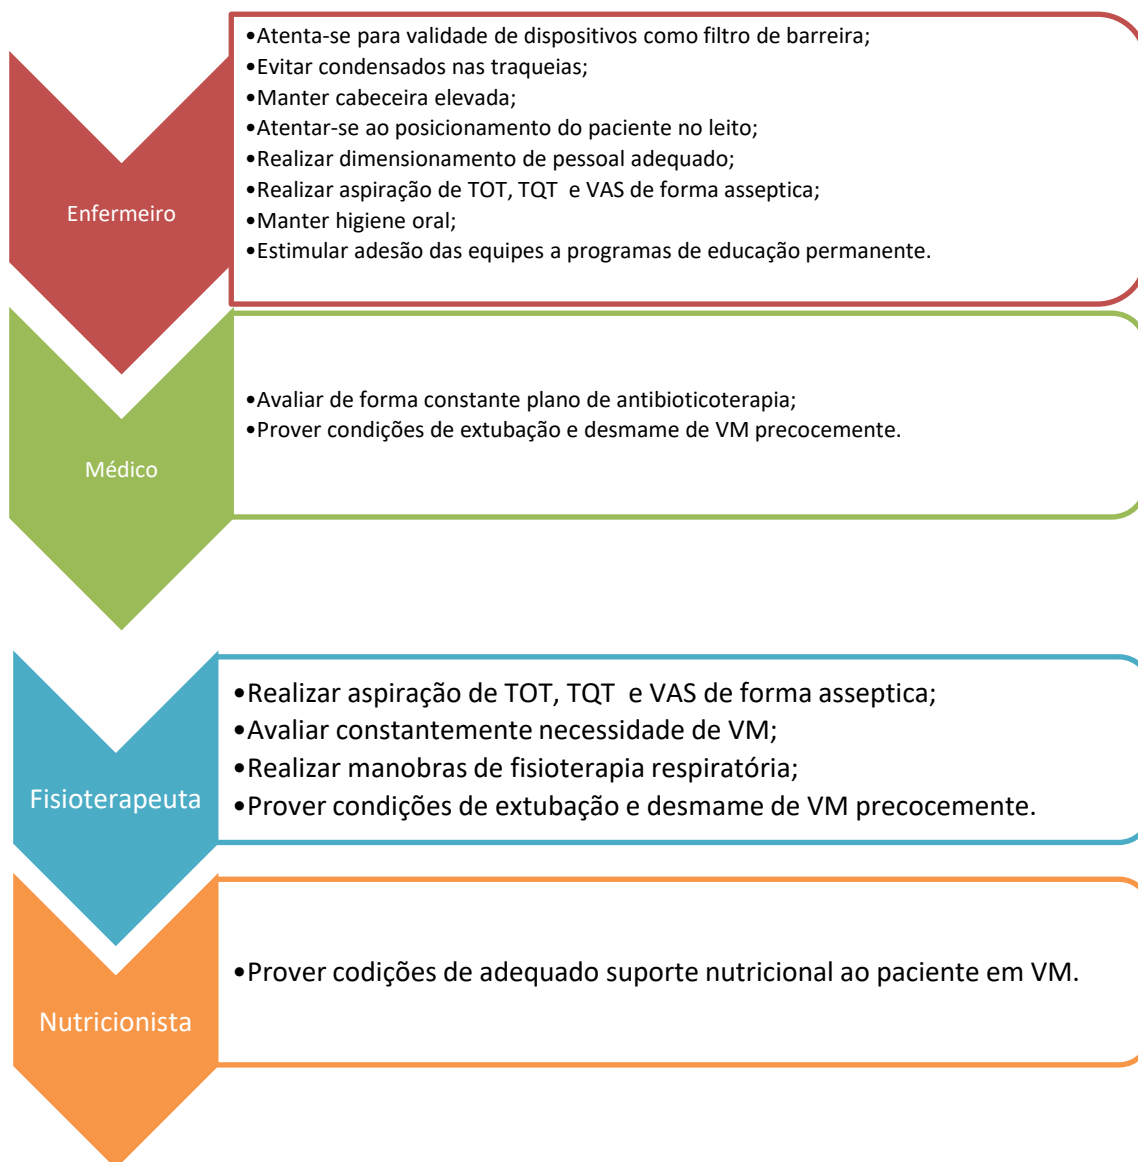 •Atenta-se para validade de dispositivos como filtro de barreira;
•Evitar condensados nas traqueias;
•Manter cabeceira elevada;
•Atentar-se ao posicionamento do paciente no leito;
•Realizar dimensionamento de pessoal adequado;
•Realizar aspiração de TOT, TQT e VAS de forma asseptica;
•Manter higiene oral;
•Estimular adesão das equipes a programas de educação permanente.
Enfermeiro
•Avaliar de forma constante plano de antibioticoterapia;
•Prover condições de extubação e desmame de VM precocemente.
Médico
•Realizar aspiração de TOT, TQT e VAS de forma asseptica;
•Avaliar constantemente necessidade de VM;
•Realizar manobras de fisioterapia respiratória;
•Prover condições de extubação e desmame de VM precocemente.
Fisioterapeuta
•Prover codições de adequado suporte nutricional ao paciente em VM.
Nutricionista